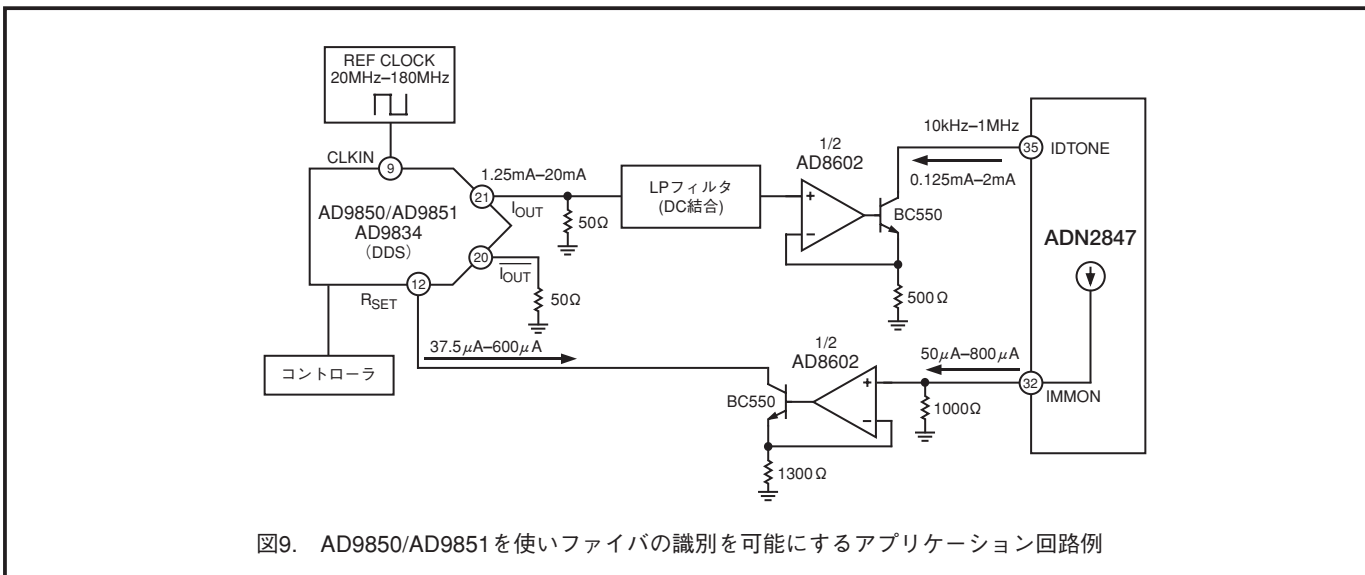 REF CLOCK
20MHz–180MHz
CLKIN
9
21
1.25mA–20mA
I_OUT
50Ω
AD9850/AD9851
AD9834
(DDS)
20
I_OUT
50Ω
12
R_SET
コントローラ
LPフィルタ
(DC結合)
1/2
AD8602
+
–
BC550
500Ω
10kHz–1MHz
0.125mA–2mA
35
IDTONE
ADN2847
37.5μA–600μA
1/2
AD8602
BC550
+
–
1300Ω
50μA–800μA
1000Ω
32
IMMON
図9. AD9850/AD9851を使いファイバの識別を可能にするアプリケーション回路例